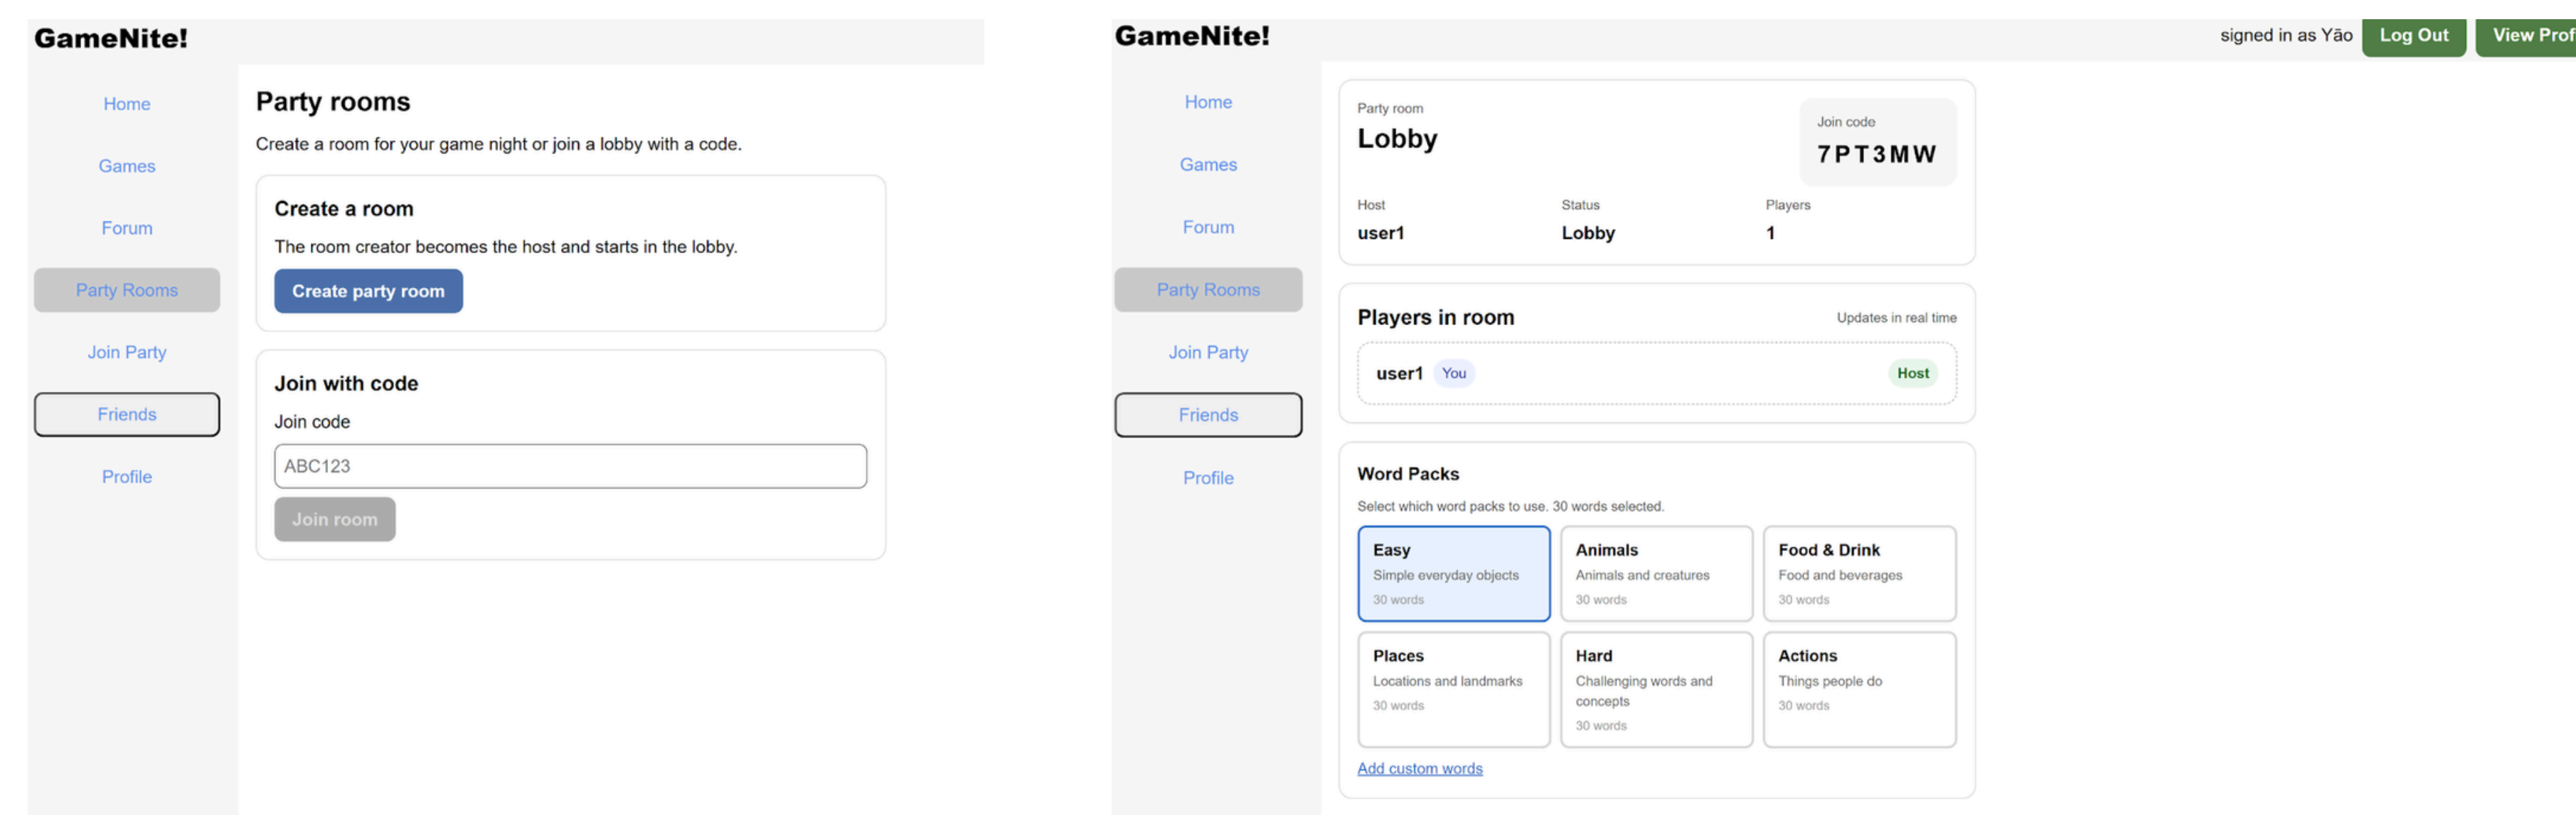 GameNite!
Home
Games
Forum
Party Rooms
Join Party
Friends
Profile
Party rooms
Create a room for your game night or join a lobby with a code.
Create a room
The room creator becomes the host and starts in the lobby.
Create party room
Join with code
Join code
ABC123
Join room
GameNite!
signed in as Yāo
Log Out
View Prof
Home
Games
Forum
Party Rooms
Join Party
Friends
Profile
Party room
Lobby
Join code
7PT3MW
Host
Status
Players
user1
Lobby
1
Players in room
Updates in real time
user1 You
Host
Word Packs
Select which word packs to use. 30 words selected.
Easy
Simple everyday objects
30 words
Animals
Animals and creatures
30 words
Food & Drink
Food and beverages
30 words
Places
Locations and landmarks
30 words
Hard
Challenging words and
concepts
30 words
Actions
Things people do
30 words
Add custom words